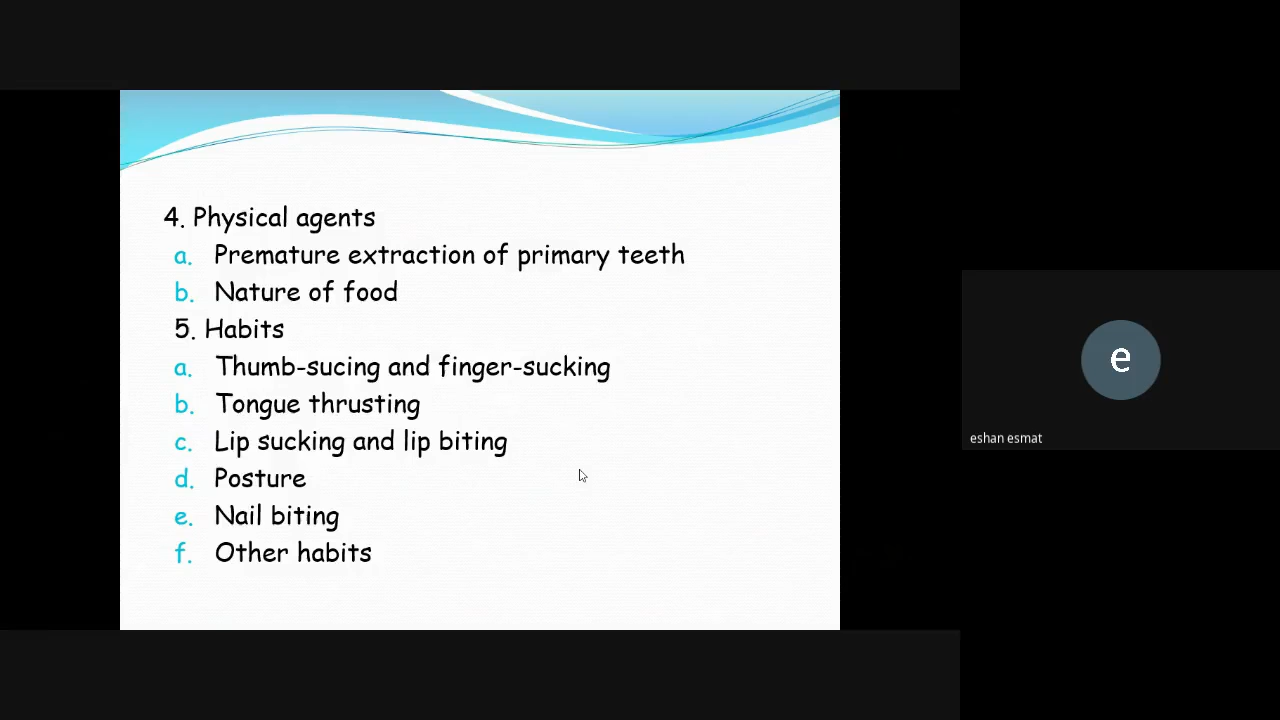 4. Physical agents
a. Premature extraction of primary teeth
b. Nature of food
5. Habits
a. Thumb-sucing and finger-sucking
b. Tongue thrusting
c. Lip sucking and lip biting
d. Posture
e. Nail biting
f. Other habits
e
eshan esmat